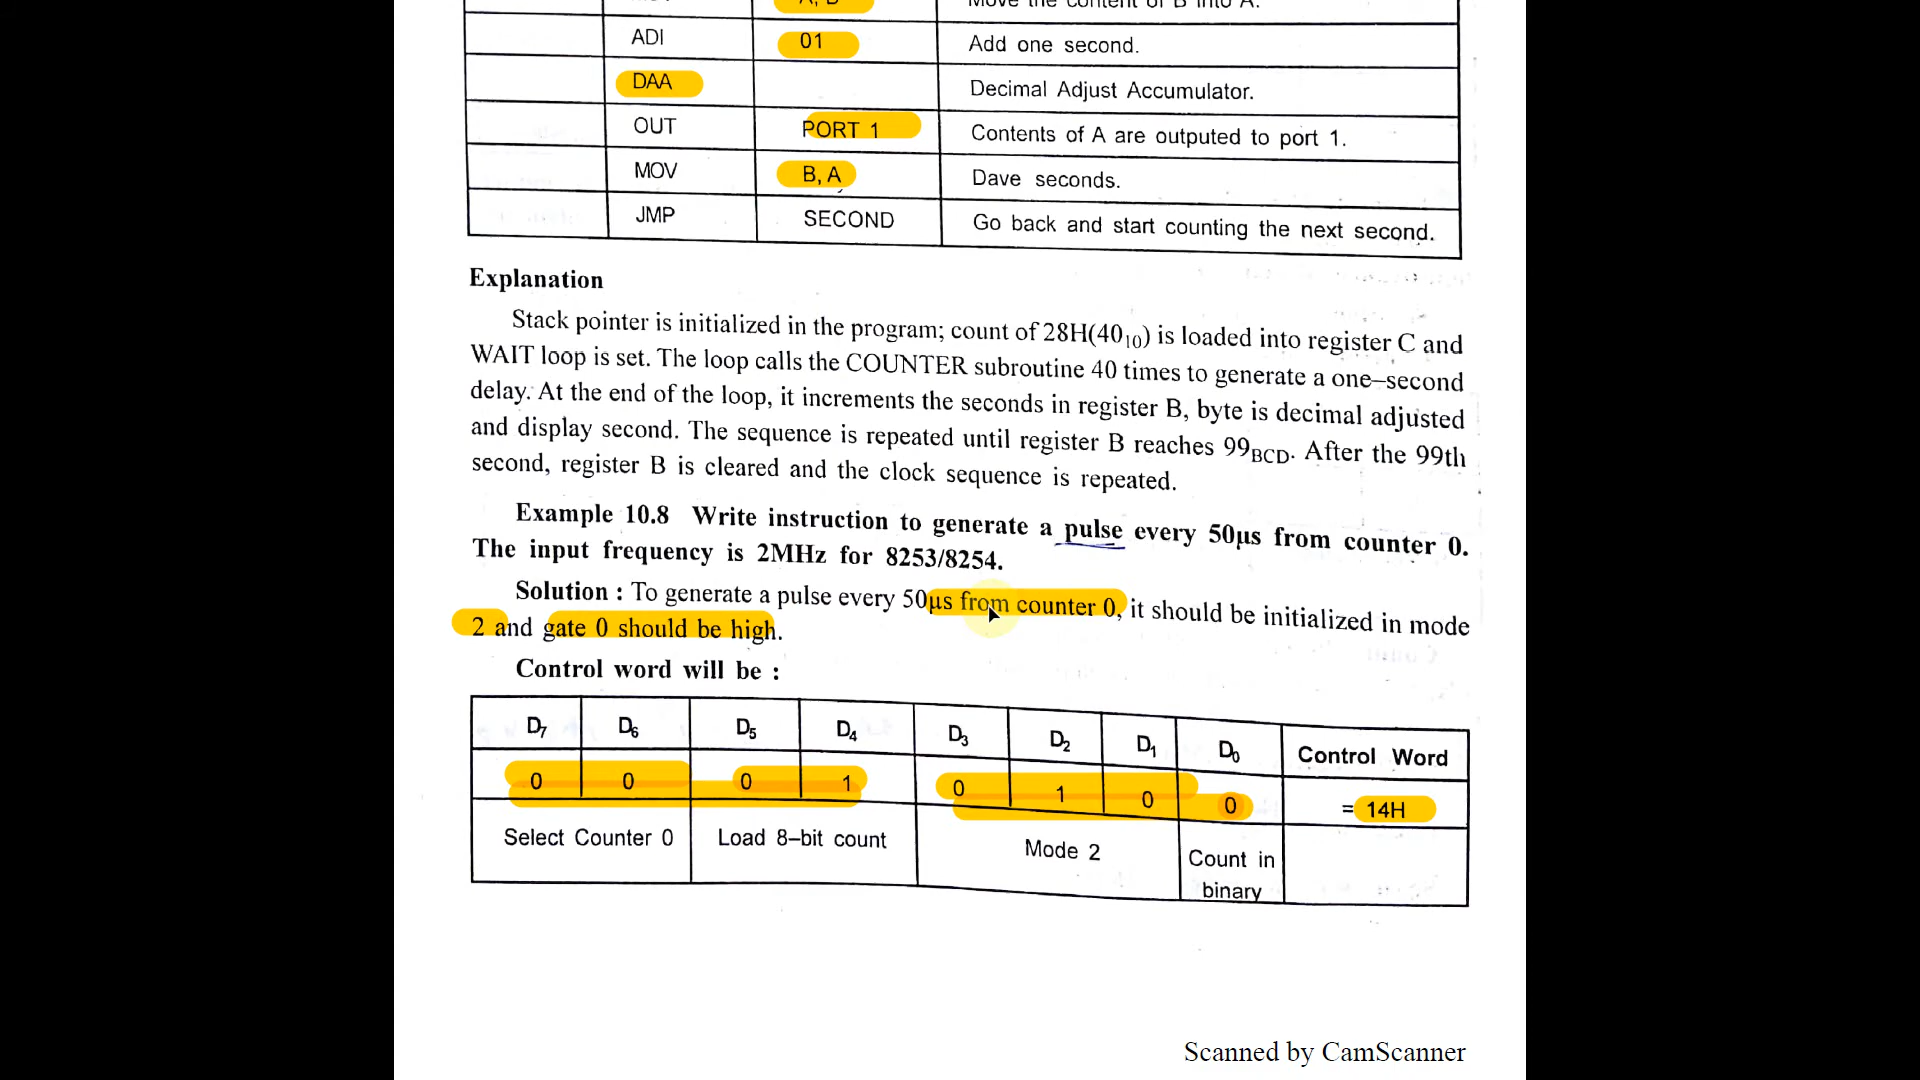 A, B Move the content of B into A.
ADI 01 Add one second.
DAA Decimal Adjust Accumulator.
OUT PORT 1 Contents of A are outputed to port 1.
MOV B, A Dave seconds.
JMP SECOND Go back and start counting the next second.
Explanation
Stack pointer is initialized in the program; count of 28H(40₁₀) is loaded into register C and
WAIT loop is set. The loop calls the COUNTER subroutine 40 times to generate a one–second
delay. At the end of the loop, it increments the seconds in register B, byte is decimal adjusted
and display second. The sequence is repeated until register B reaches 99BCD. After the 99th
second, register B is cleared and the clock sequence is repeated.
Example 10.8 Write instruction to generate a pulse every 50µs from counter 0.
The input frequency is 2MHz for 8253/8254.
Solution : To generate a pulse every 50µs from counter 0, it should be initialized in mode
2 and gate 0 should be high.
Control word will be :
D₇ D₆ D₅ D₄ D₃ D₂ D₁ D₀ Control Word
0 0 0 1 0 1 0 0 = 14H
Select Counter 0 Load 8–bit count Mode 2 Count in
binary
Scanned by CamScanner